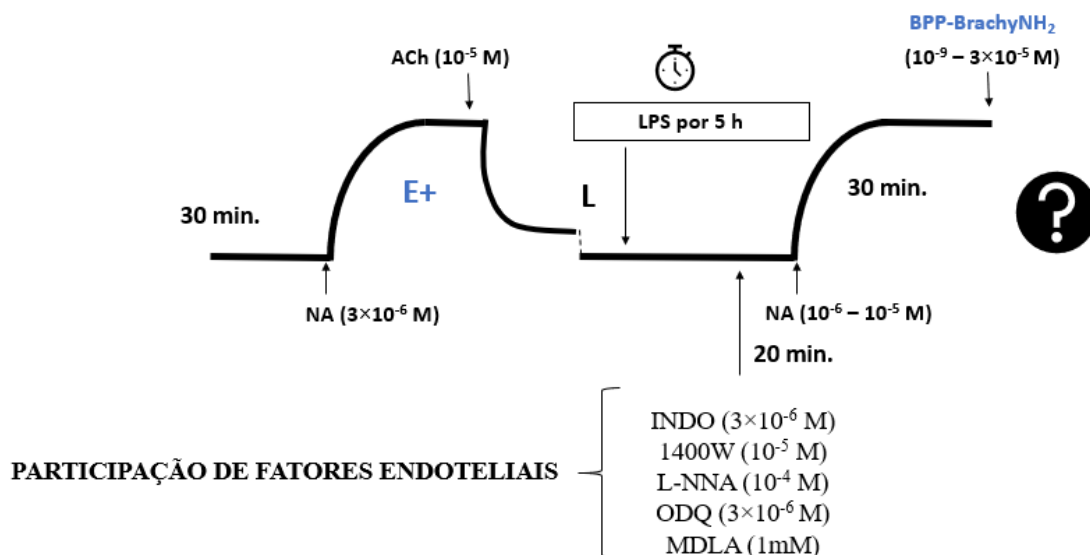 BPP-BrachyNH₂
(10⁻⁹ – 3×10⁻⁵ M)
ACh (10⁻⁵ M)
LPS por 5 h
E+
L
30 min.
30 min.
?
NA (3×10⁻⁶ M)
NA (10⁻⁶ – 10⁻⁵ M)
20 min.
INDO (3×10⁻⁶ M)
1400W (10⁻⁵ M)
PARTICIPAÇÃO DE FATORES ENDOTELIAIS
L-NNA (10⁻⁴ M)
ODQ (3×10⁻⁶ M)
MDLA (1mM)